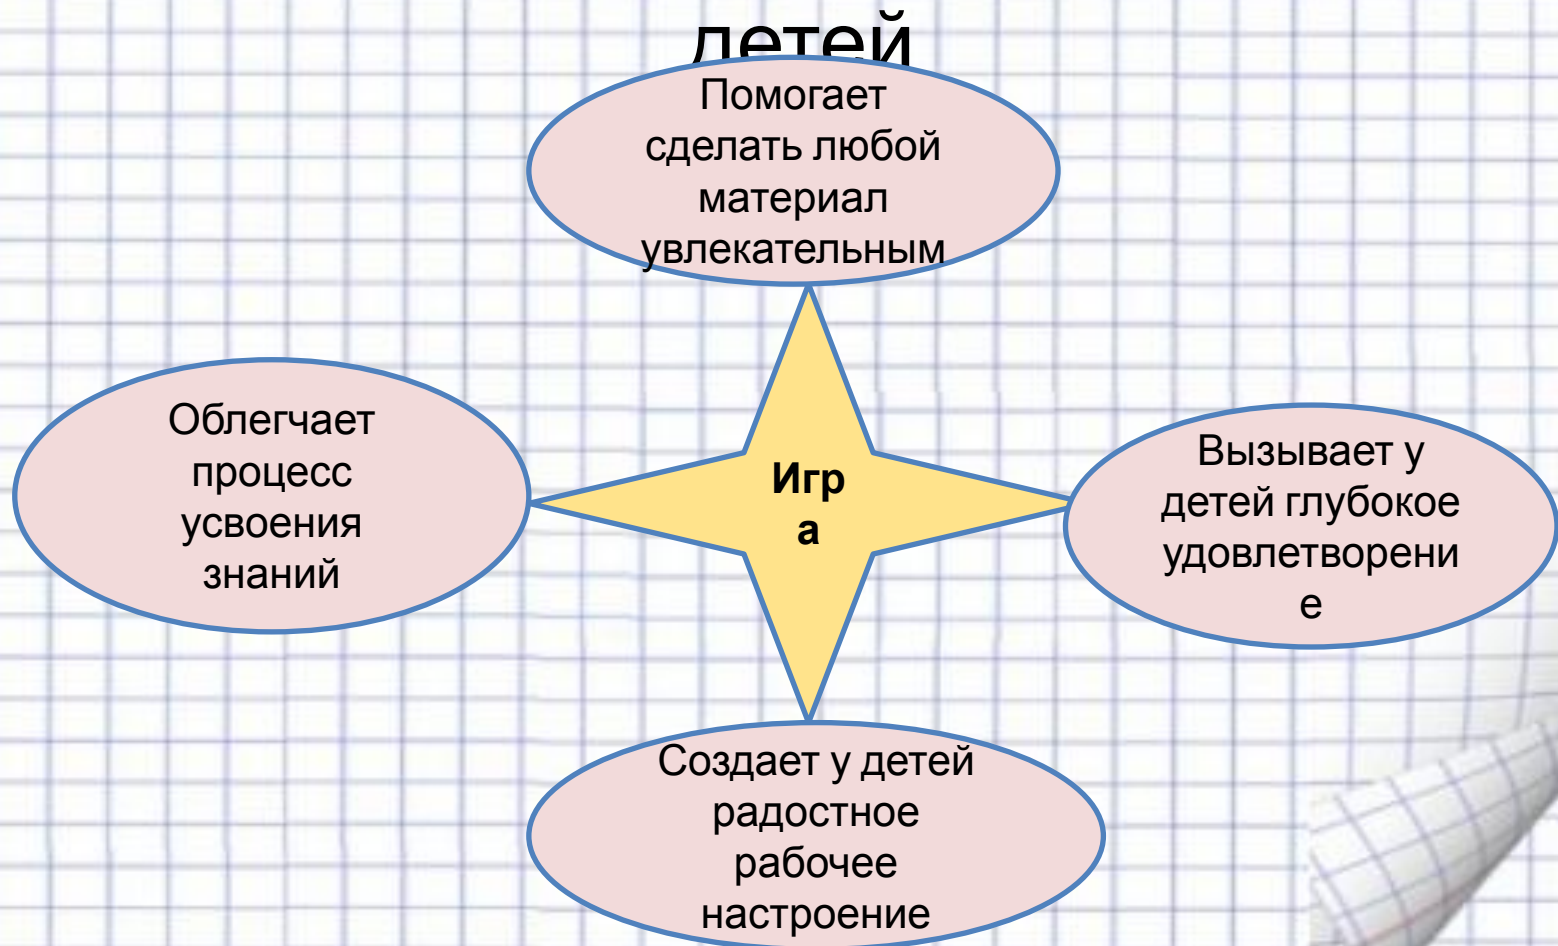 детей
Помогает
сделать любой
материал
увлекательным
Облегчает
процесс
усвоения
знаний
Игр
а
Вызывает у
детей глубокое
удовлетворени
е
Создает у детей
радостное
рабочее
настроение